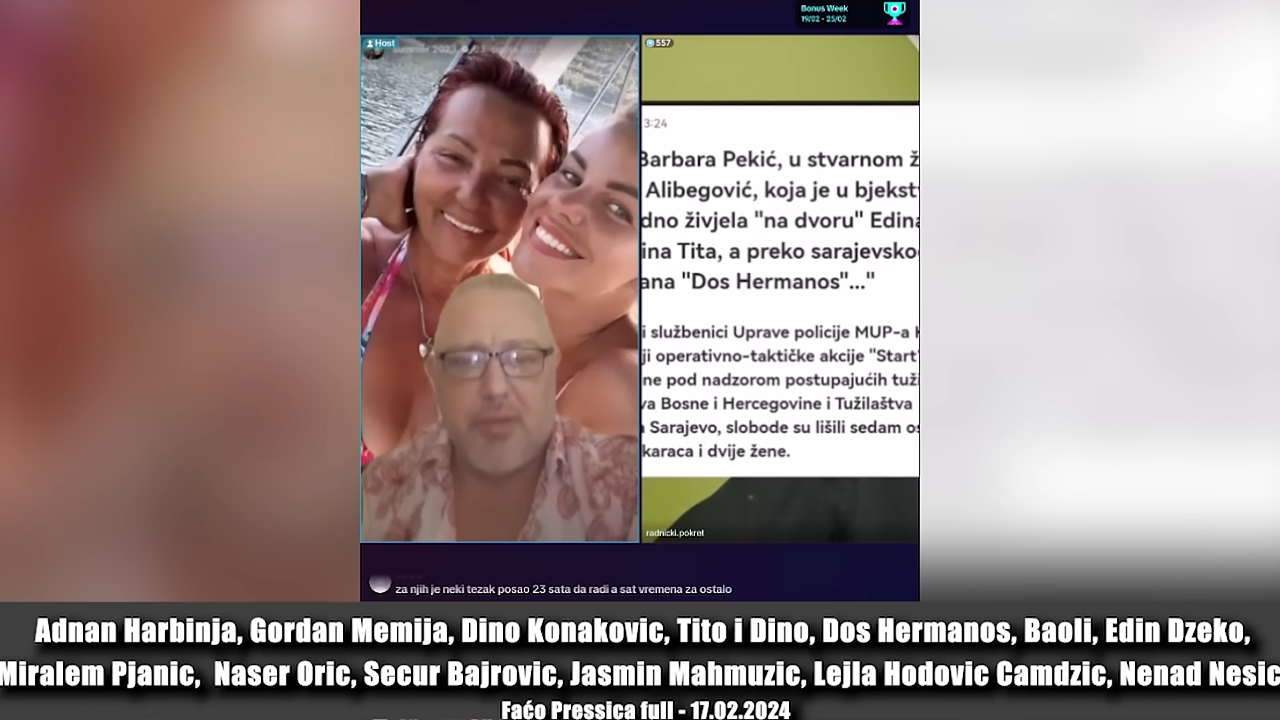 Bonus Week
19/02 - 25/02
Host
557
3:24
Barbara Pekić, u stvarnom ž
Alibegović, koja je u bjekst
dno živjela "na dvoru" Edina
ina Tita, a preko sarajevsko
ana "Dos Hermanos"..."
i službenici Uprave policije MUP-a K
ji operativno-taktičke akcije "Start"
ne pod nadzorom postupajućih tuži
va Bosne i Hercegovine i Tužilaštva
Sarajevo, slobode su lišili sedam os
karaca i dvije žene.
radnicki.pokret
za njih je neki tezak posao 23 sata da radi a sat vremena za ostalo
Adnan Harbinja, Gordan Memija, Dino Konakovic, Tito i Dino, Dos Hermanos, Baoli, Edin Dzeko,
Miralem Pjanic, Naser Oric, Secur Bajrovic, Jasmin Mahmuzic, Lejla Hodovic Camdzic, Nenad Nesic
Faćo Pressica full - 17.02.2024